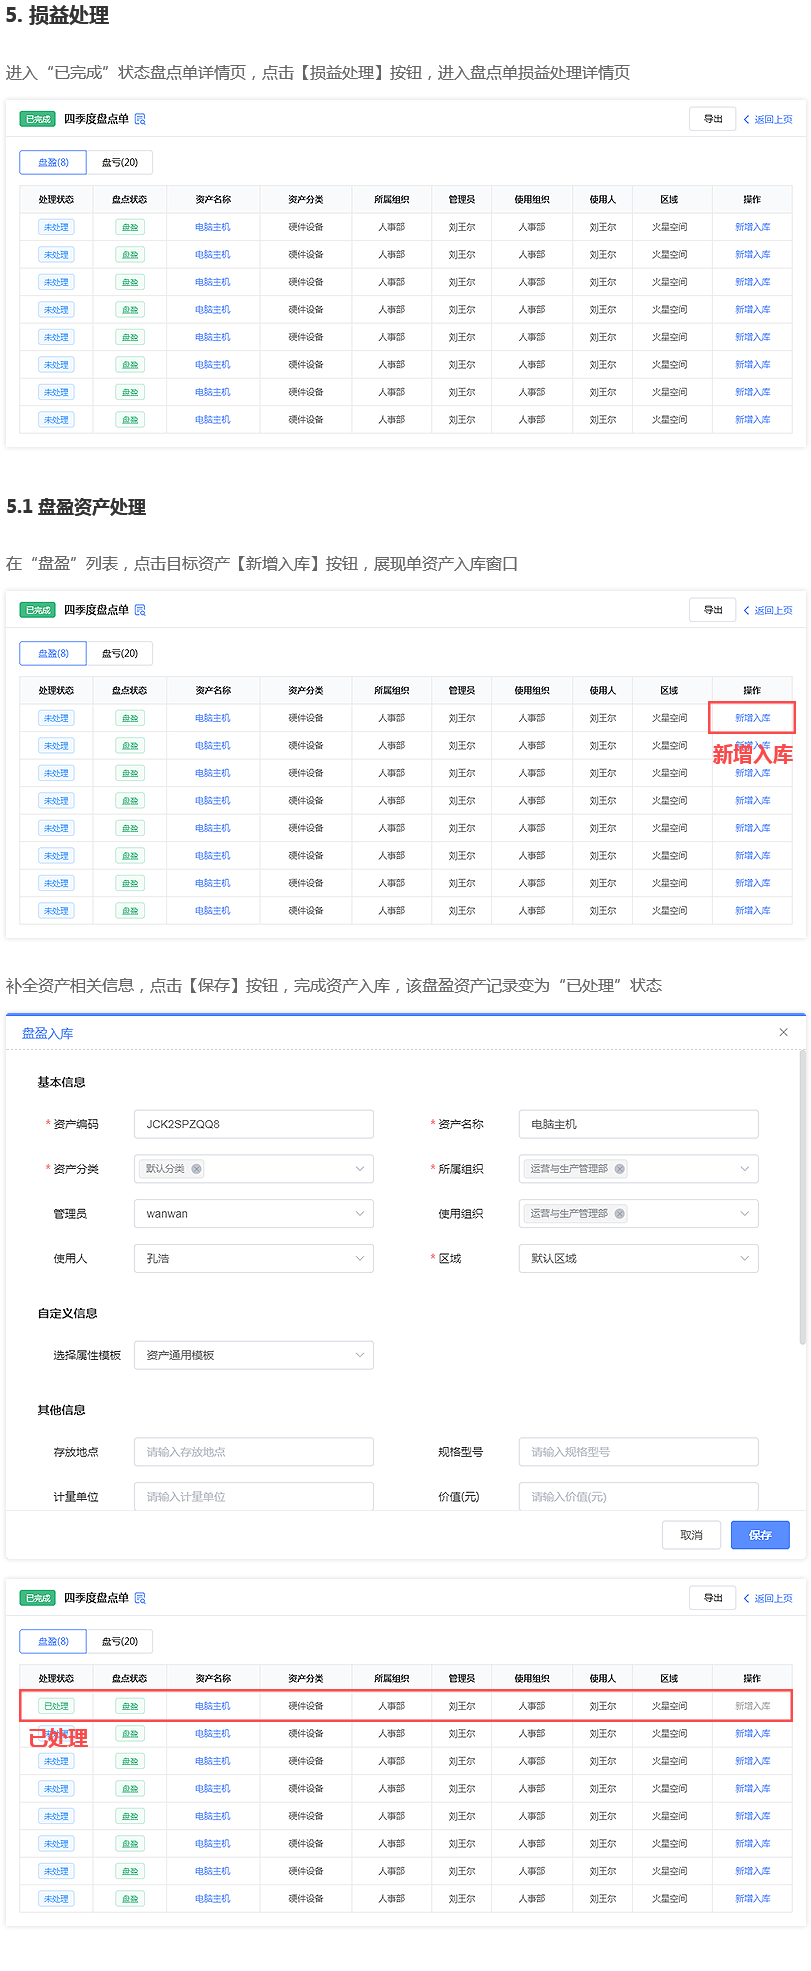 5. 损益处理
进入“已完成”状态盘点单详情页，点击【损益处理】按钮，进入盘点单损益处理详情页
已完成 四季度盘点单 导出 返回上页
盘盈(8) 盘亏(20)
处理状态 盘点状态 资产名称 资产分类 所属组织 管理员 使用组织 使用人 区域 操作
未处理 盘盈 电脑主机 硬件设备 人事部 刘王尔 人事部 刘王尔 火星空间 新增入库
未处理 盘盈 电脑主机 硬件设备 人事部 刘王尔 人事部 刘王尔 火星空间 新增入库
未处理 盘盈 电脑主机 硬件设备 人事部 刘王尔 人事部 刘王尔 火星空间 新增入库
未处理 盘盈 电脑主机 硬件设备 人事部 刘王尔 人事部 刘王尔 火星空间 新增入库
未处理 盘盈 电脑主机 硬件设备 人事部 刘王尔 人事部 刘王尔 火星空间 新增入库
未处理 盘盈 电脑主机 硬件设备 人事部 刘王尔 人事部 刘王尔 火星空间 新增入库
未处理 盘盈 电脑主机 硬件设备 人事部 刘王尔 人事部 刘王尔 火星空间 新增入库
未处理 盘盈 电脑主机 硬件设备 人事部 刘王尔 人事部 刘王尔 火星空间 新增入库
5.1 盘盈资产处理
在“盘盈”列表，点击目标资产【新增入库】按钮，展现单资产入库窗口
已完成 四季度盘点单 导出 返回上页
盘盈(8) 盘亏(20)
处理状态 盘点状态 资产名称 资产分类 所属组织 管理员 使用组织 使用人 区域 操作
未处理 盘盈 电脑主机 硬件设备 人事部 刘王尔 人事部 刘王尔 火星空间 新增入库
未处理 盘盈 电脑主机 硬件设备 人事部 刘王尔 人事部 刘王尔 火星空间 新增入库
新增入库
未处理 盘盈 电脑主机 硬件设备 人事部 刘王尔 人事部 刘王尔 火星空间 新增入库
未处理 盘盈 电脑主机 硬件设备 人事部 刘王尔 人事部 刘王尔 火星空间 新增入库
未处理 盘盈 电脑主机 硬件设备 人事部 刘王尔 人事部 刘王尔 火星空间 新增入库
未处理 盘盈 电脑主机 硬件设备 人事部 刘王尔 人事部 刘王尔 火星空间 新增入库
未处理 盘盈 电脑主机 硬件设备 人事部 刘王尔 人事部 刘王尔 火星空间 新增入库
未处理 盘盈 电脑主机 硬件设备 人事部 刘王尔 人事部 刘王尔 火星空间 新增入库
补全资产相关信息，点击【保存】按钮，完成资产入库，该盘盈资产记录变为“已处理”状态
盘盈入库
基本信息
* 资产编码 JCK2SPZQQ8 * 资产名称 电脑主机
* 资产分类 默认分类 * 所属组织 运营与生产管理部
管理员 wanwan 使用组织 运营与生产管理部
使用人 孔浩 * 区域 默认区域
自定义信息
选择属性模板 资产通用模板
其他信息
存放地点 请输入存放地点 规格型号 请输入规格型号
计量单位 请输入计量单位 价值(元) 请输入价值(元)
取消 保存
已完成 四季度盘点单 导出 返回上页
盘盈(8) 盘亏(20)
处理状态 盘点状态 资产名称 资产分类 所属组织 管理员 使用组织 使用人 区域 操作
已处理 盘盈 电脑主机 硬件设备 人事部 刘王尔 人事部 刘王尔 火星空间 新增入库
未处理 盘盈 电脑主机 硬件设备 人事部 刘王尔 人事部 刘王尔 火星空间 新增入库
已处理
未处理 盘盈 电脑主机 硬件设备 人事部 刘王尔 人事部 刘王尔 火星空间 新增入库
未处理 盘盈 电脑主机 硬件设备 人事部 刘王尔 人事部 刘王尔 火星空间 新增入库
未处理 盘盈 电脑主机 硬件设备 人事部 刘王尔 人事部 刘王尔 火星空间 新增入库
未处理 盘盈 电脑主机 硬件设备 人事部 刘王尔 人事部 刘王尔 火星空间 新增入库
未处理 盘盈 电脑主机 硬件设备 人事部 刘王尔 人事部 刘王尔 火星空间 新增入库
未处理 盘盈 电脑主机 硬件设备 人事部 刘王尔 人事部 刘王尔 火星空间 新增入库